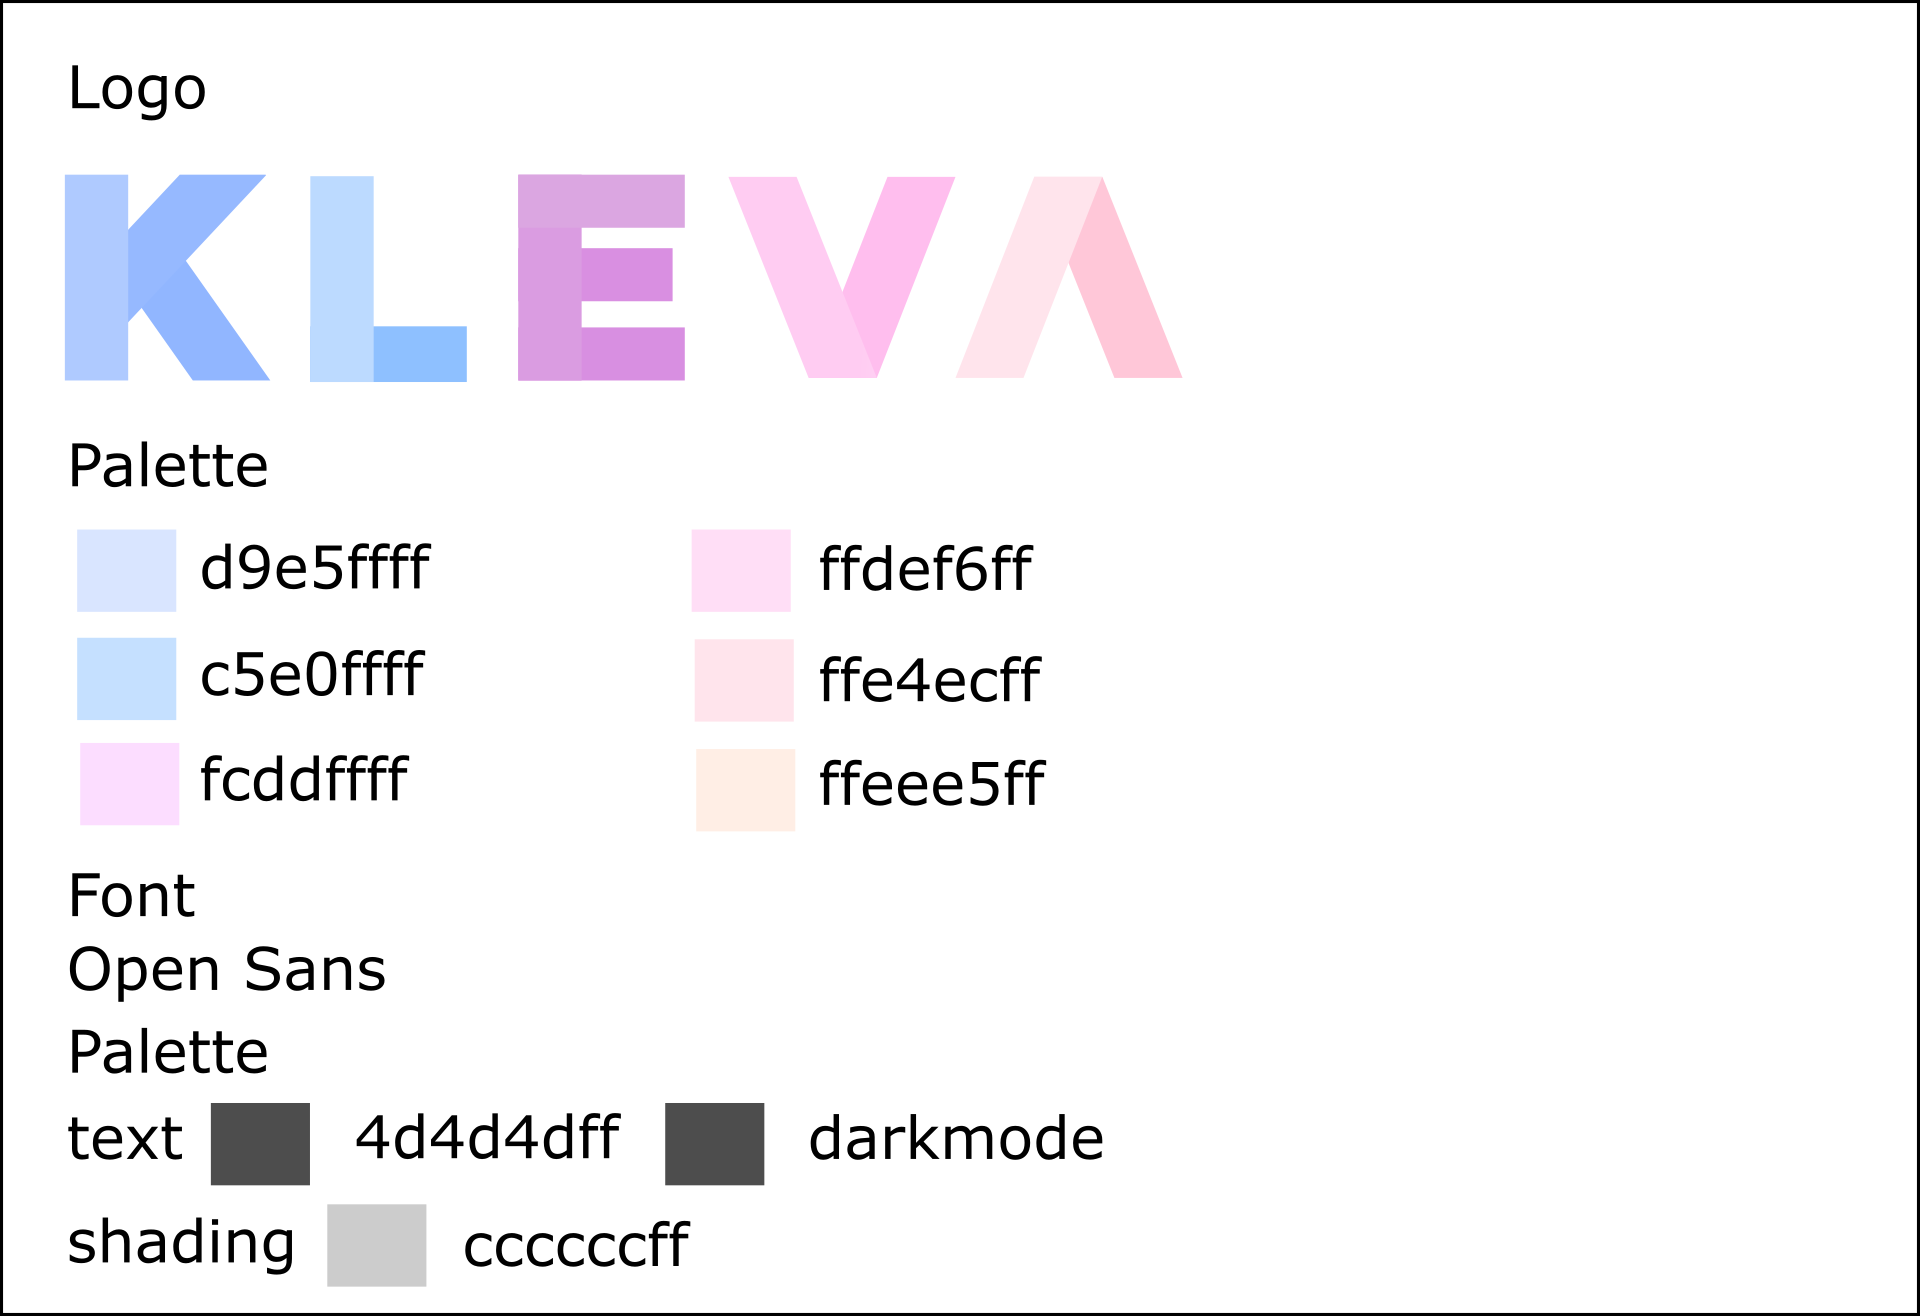 Logo
KLEVA
Palette
d9e5ffff ffdef6ff
c5e0ffff ffe4ecff
fcddffff ffeee5ff
Font
Open Sans
Palette
text 4d4d4dff darkmode
shading ccccccff